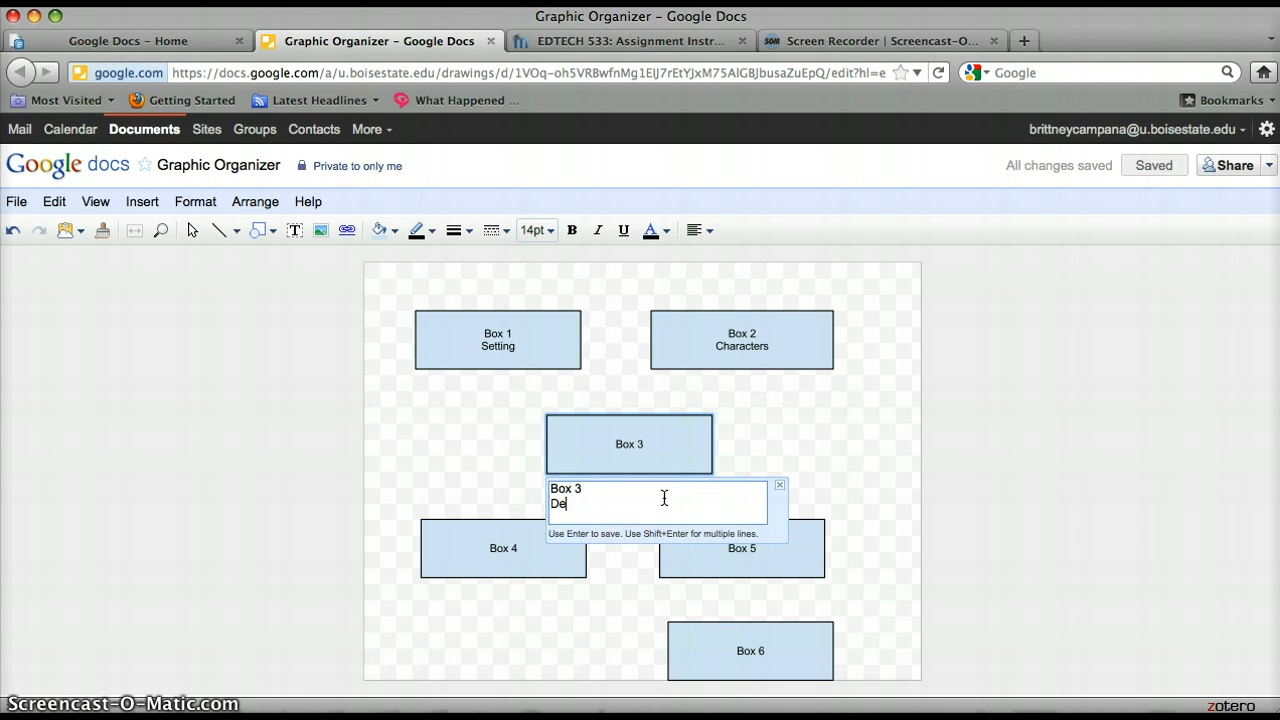 Graphic Organizer – Google Docs
Google Docs – Home
Graphic Organizer – Google Docs
EDTECH 533: Assignment Instr...
Screen Recorder | Screencast-O...
google.com
https://docs.google.com/a/u.boisestate.edu/drawings/d/1VOq-oh5VRBwfnMg1EIJ7rEtYJxM75AlGBJbusaZuEpQ/edit?hl=e
Google
Most Visited
Getting Started
Latest Headlines
What Happened ...
Bookmarks
Mail Calendar Documents Sites Groups Contacts More
brittneycampana@u.boisestate.edu
Google docs
Graphic Organizer
Private to only me
All changes saved
Saved
Share
File Edit View Insert Format Arrange Help
T
14pt
B I U A
Box 1
Setting
Box 2
Characters
Box 3
Box 3
De
Use Enter to save. Use Shift+Enter for multiple lines.
Box 4
Box 5
Box 6
Screencast-O-Matic.com
zotero